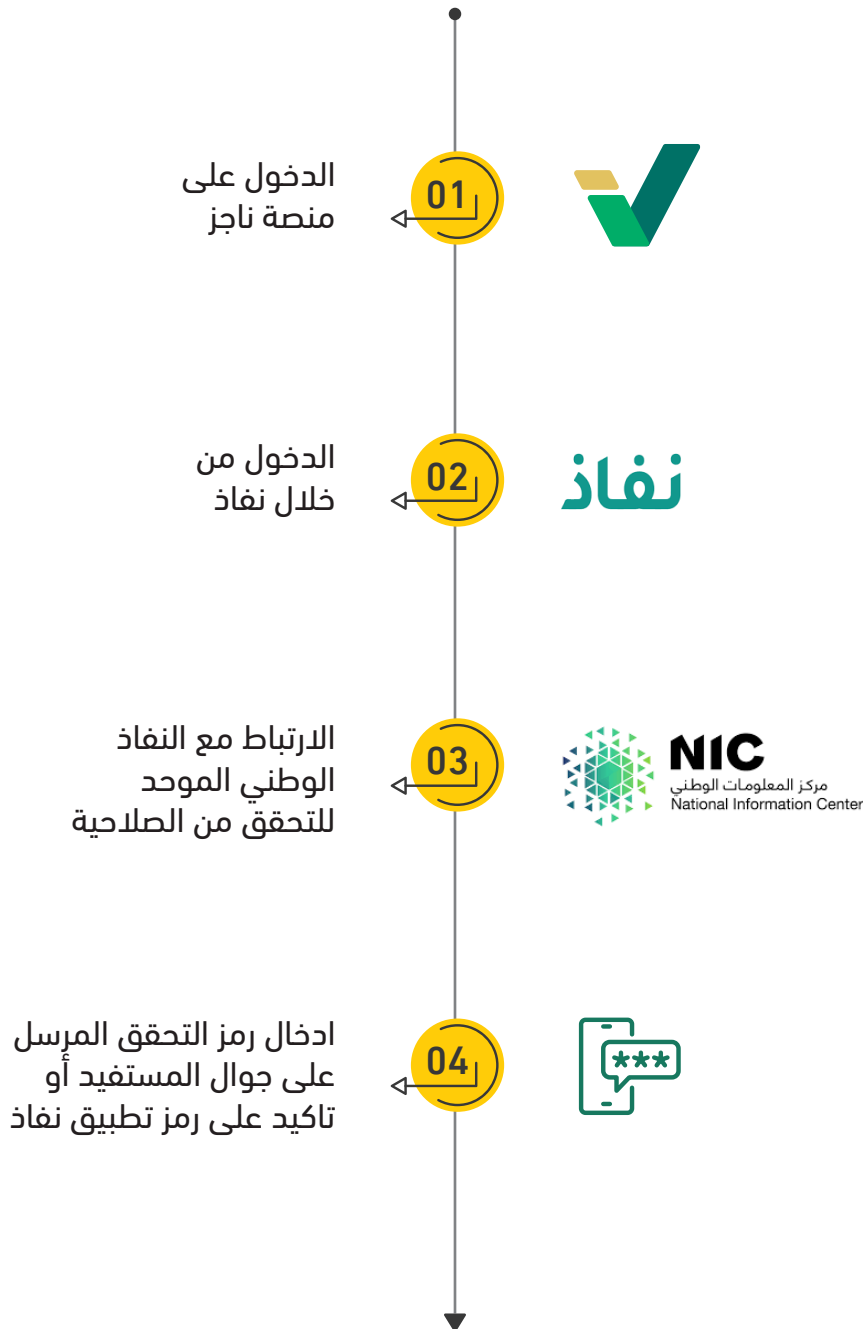 01
الدخول على
منصة ناجز
02
الدخول من
خلال نفاذ
نفاذ
03
الارتباط مع النفاذ
الوطني الموحد
للتحقق من الصلاحية
NIC
مركز المعلومات الوطني
National Information Center
04
ادخال رمز التحقق المرسل
على جوال المستفيد أو
تاكيد على رمز تطبيق نفاذ
***